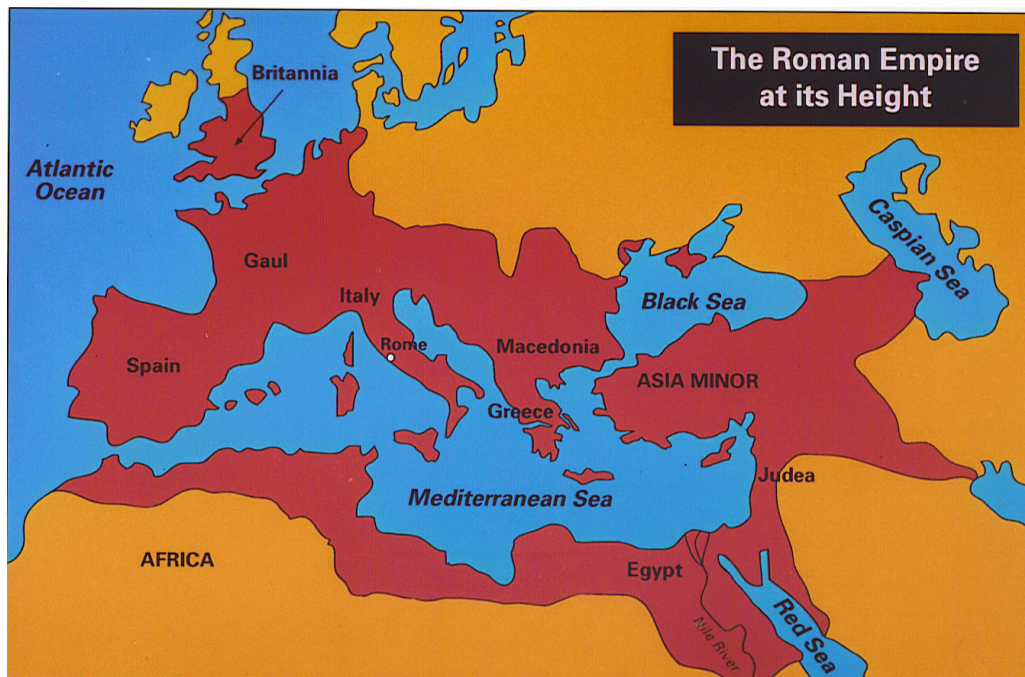 The Roman Empire
at its Height
Britannia
Atlantic
Ocean
Caspian Sea
Gaul
Italy
Black Sea
Rome
Macedonia
Spain
ASIA MINOR
Greece
Judea
Mediterranean Sea
AFRICA
Egypt
Nile River
Red Sea